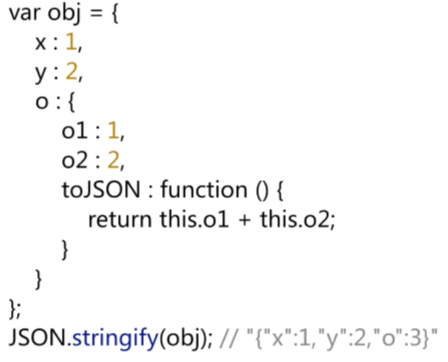 var obj = {
x : 1,
y : 2,
o : {
o1 : 1,
o2 : 2,
toJSON : function () {
return this.o1 + this.o2;
}
}
};
JSON.stringify(obj); // "{"x":1,"y":2,"o":3}"